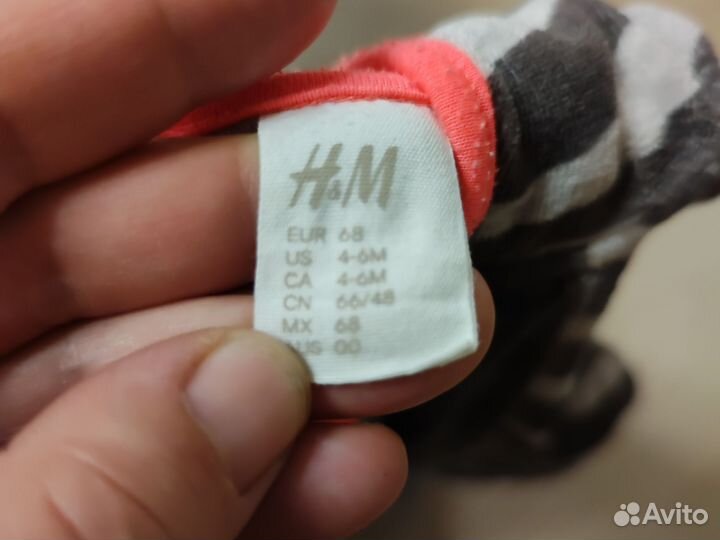 H&M
EUR 68
US 4-6M
CA 4-6M
CN 66/48
MX 68
AUS 00
Avito